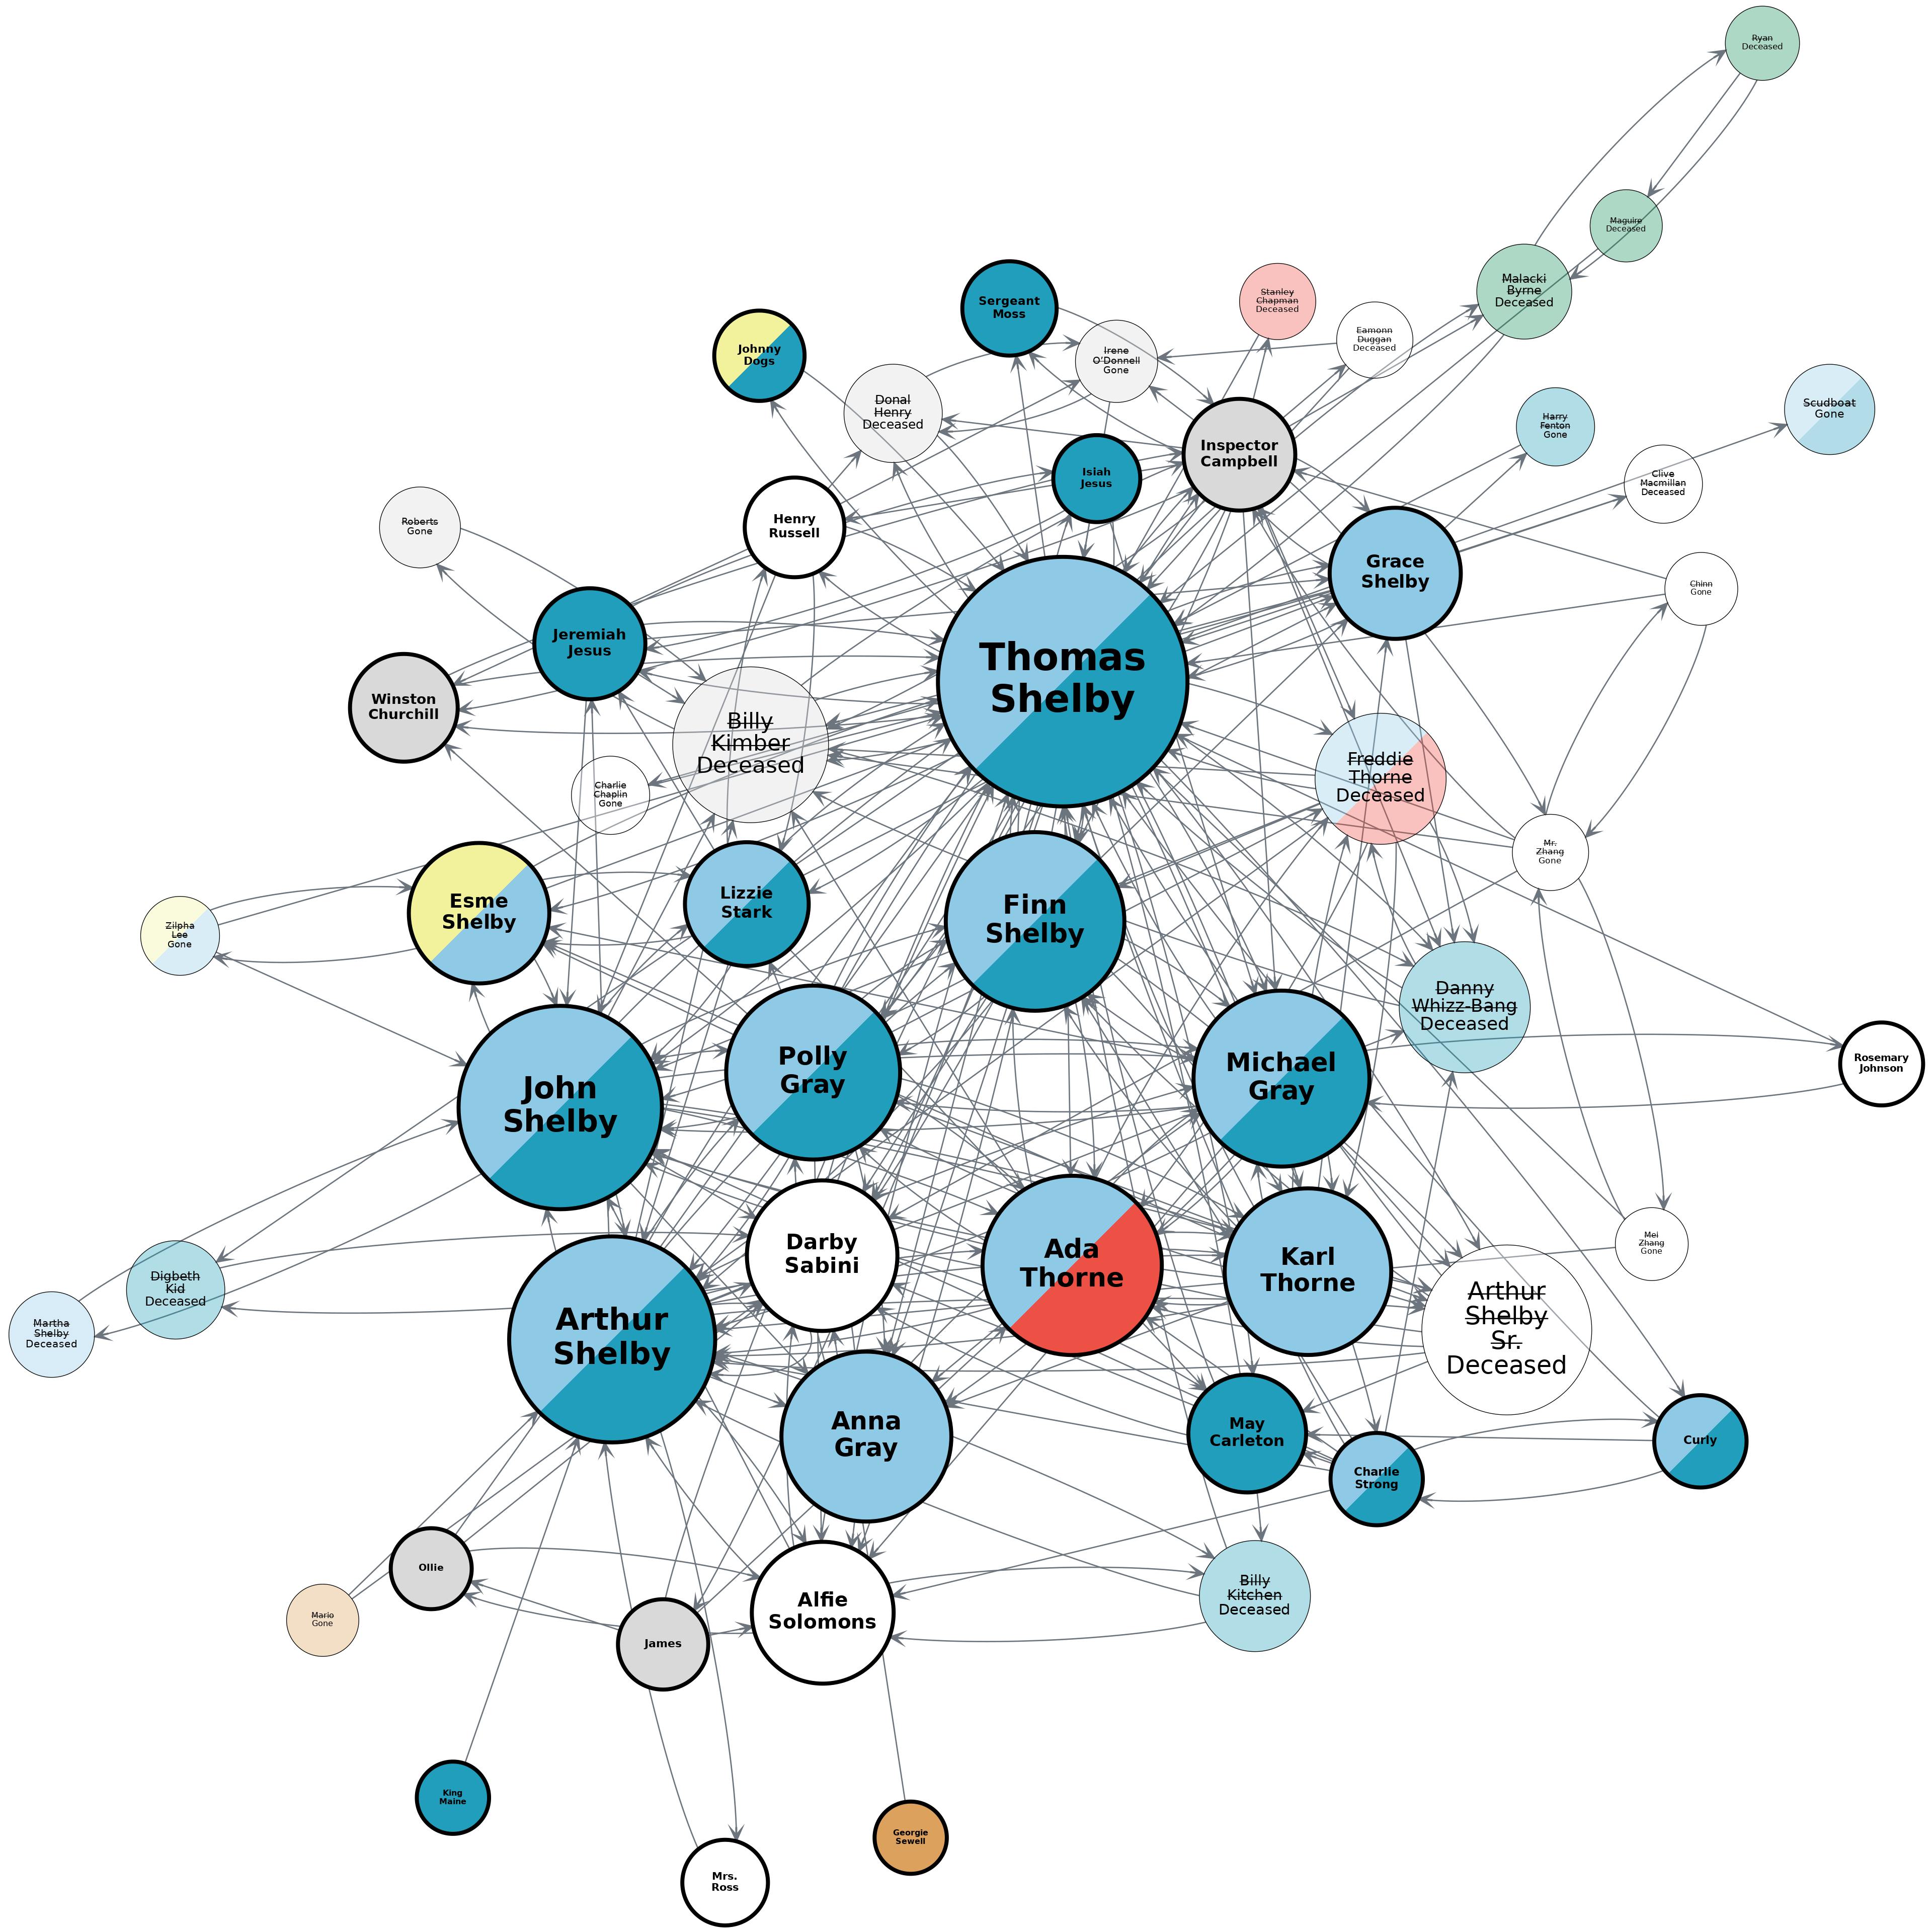 Ryan
Deceased
Maguire
Deceased
Malacki
Byrne
Deceased
Stanley
Chapman
Deceased
Sergeant
Moss
Eamonn
Duggan
Deceased
Johnny
Dogs
Irene
O'Donnell
Gone
Donal
Henry
Deceased
Scudboat
Gone
Harry
Fenton
Gone
Inspector
Campbell
Isiah
Jesus
Clive
Macmillan
Deceased
Roberts
Gone
Henry
Russell
Grace
Shelby
Chinn
Gone
Jeremiah
Jesus
Thomas
Shelby
Winston
Churchill
Billy
Kimber
Deceased
Freddie
Thorne
Deceased
Charlie
Chaplin
Gone
Mr.
Zhang
Gone
Esme
Shelby
Lizzie
Stark
Finn
Shelby
Zilpha
Lee
Gone
Danny
Whizz-Bang
Deceased
John
Shelby
Polly
Gray
Michael
Gray
Rosemary
Johnson
Mei
Zhang
Gone
Darby
Sabini
Ada
Thorne
Karl
Thorne
Digbeth
Kid
Deceased
Martha
Shelby
Deceased
Arthur
Shelby
Arthur
Shelby
Sr.
Deceased
Anna
Gray
May
Carleton
Charlie
Strong
Curly
Ollie
Mario
Gone
Alfie
Solomons
Billy
Kitchen
Deceased
James
King
Maine
Georgie
Sewell
Mrs.
Ross